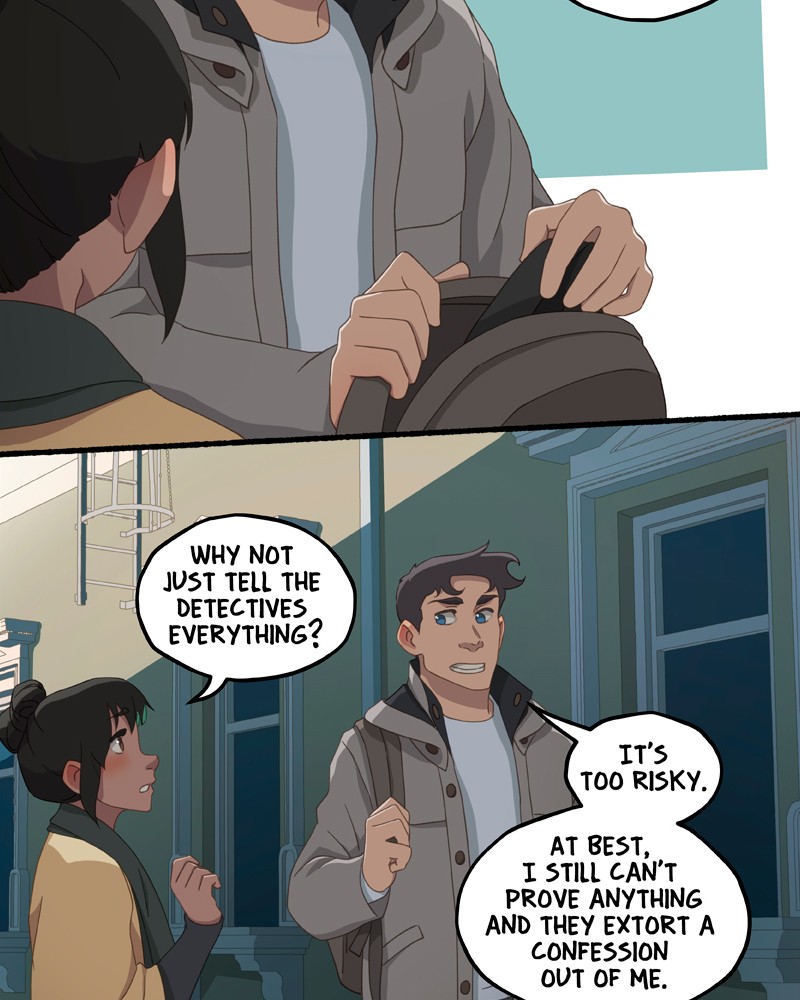 WHY NOT
JUST TELL THE
DETECTIVES
EVERYTHING?
IT'S
TOO RISKY.
AT BEST,
I STILL CAN'T
PROVE ANYTHING
AND THEY EXTORT A
CONFESSION
OUT OF ME.